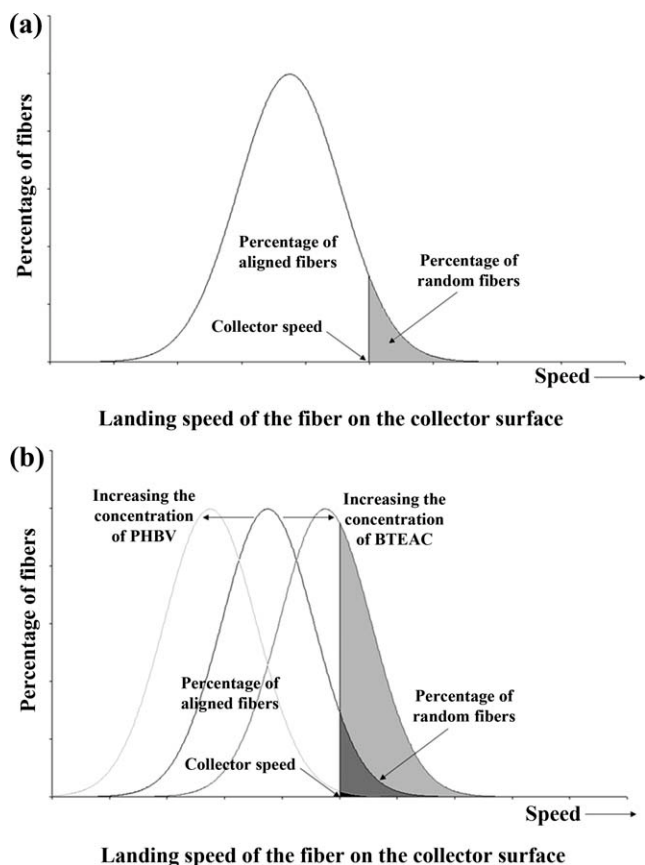 (a)
Percentage of fibers
Percentage of
aligned fibers
Percentage of
random fibers
Collector speed
Speed
Landing speed of the fiber on the collector surface
(b)
Increasing the
concentration
of PHBV
Increasing the
concentration
of BTEAC
Percentage of fibers
Percentage of
aligned fibers
Percentage of
random fibers
Collector speed
Speed
Landing speed of the fiber on the collector surface